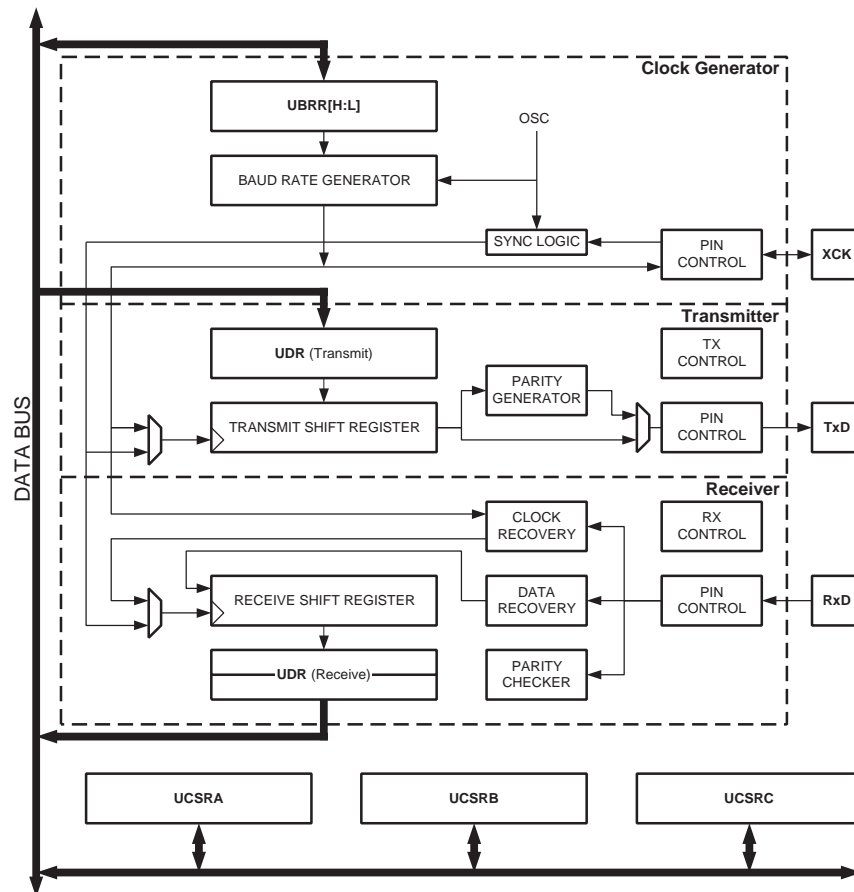 Clock Generator
UBRR[H:L]
OSC
BAUD RATE GENERATOR
SYNC LOGIC
PIN
CONTROL
XCK
Transmitter
UDR (Transmit)
TX
CONTROL
PARITY
GENERATOR
TRANSMIT SHIFT REGISTER
PIN
CONTROL
TxD
DATA BUS
Receiver
CLOCK
RECOVERY
RX
CONTROL
RECEIVE SHIFT REGISTER
DATA
RECOVERY
PIN
CONTROL
RxD
UDR (Receive)
PARITY
CHECKER
UCSRA
UCSRB
UCSRC